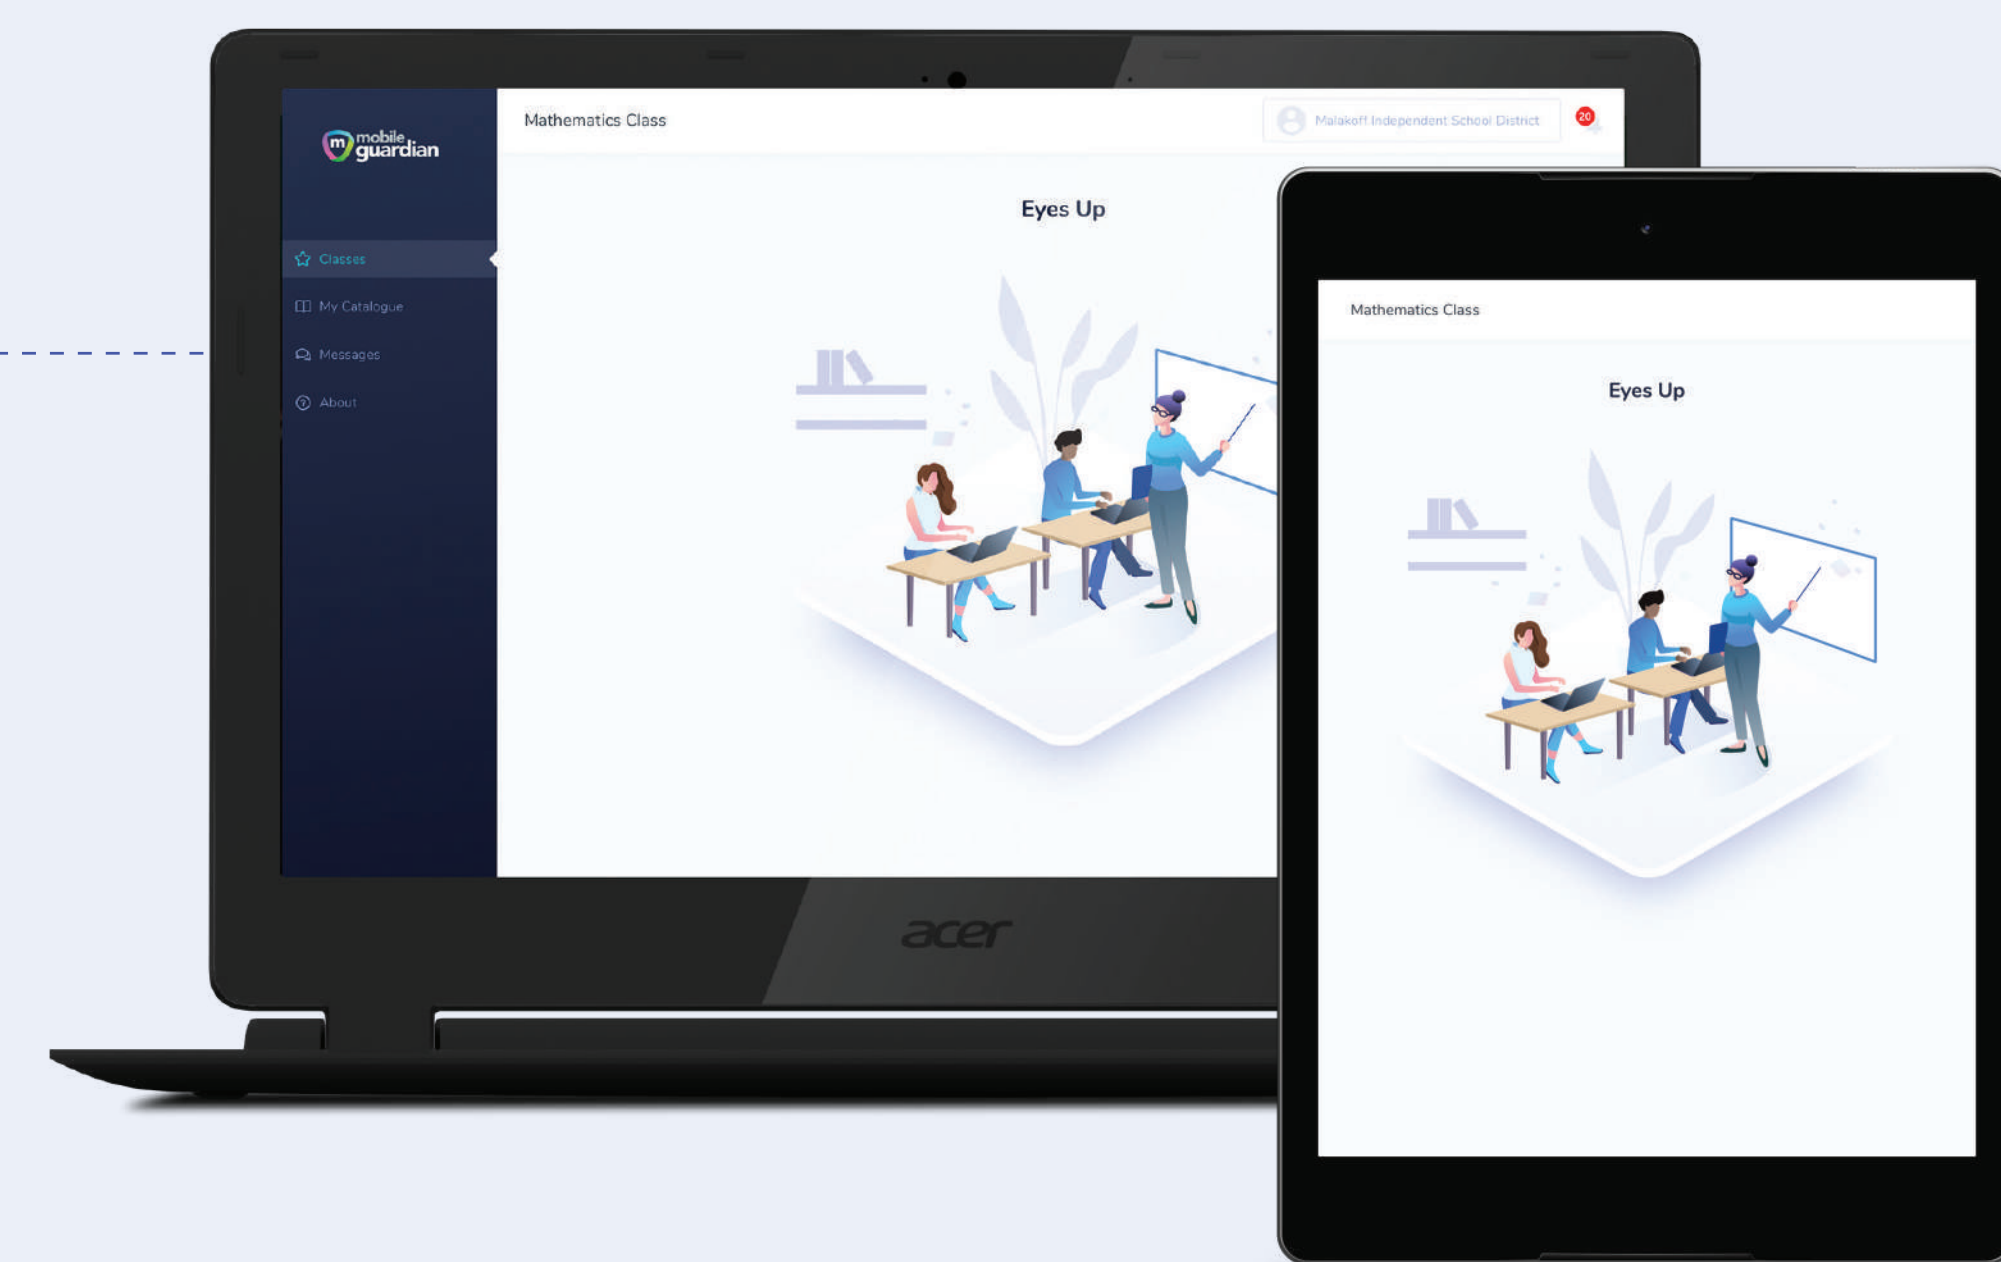 mobile
guardian
Mathematics Class
Malakoff Independent School District
20
Eyes Up
Classes
My Catalogue
Messages
About
acer
Mathematics Class
Eyes Up